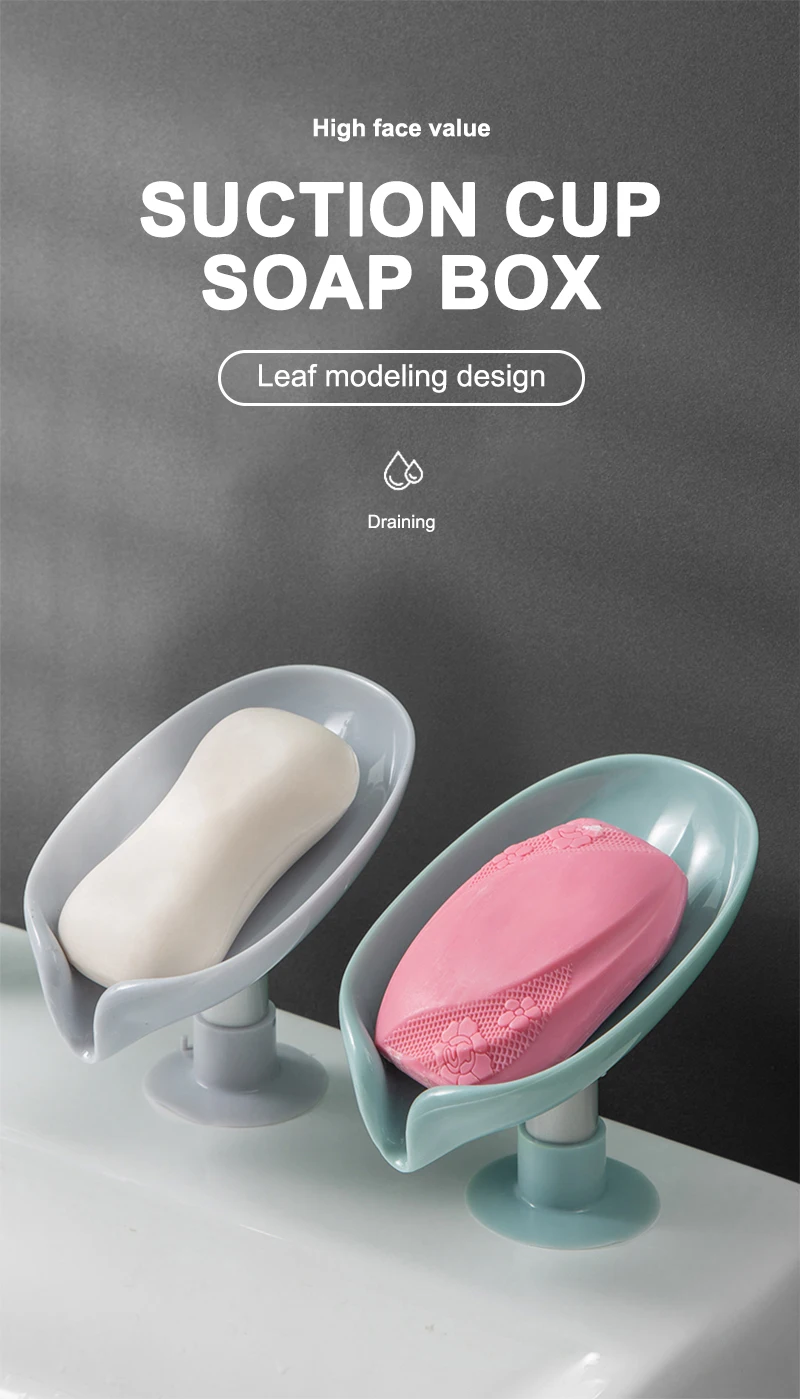 High face value
SUCTION CUP
SOAP BOX
Leaf modeling design
Draining